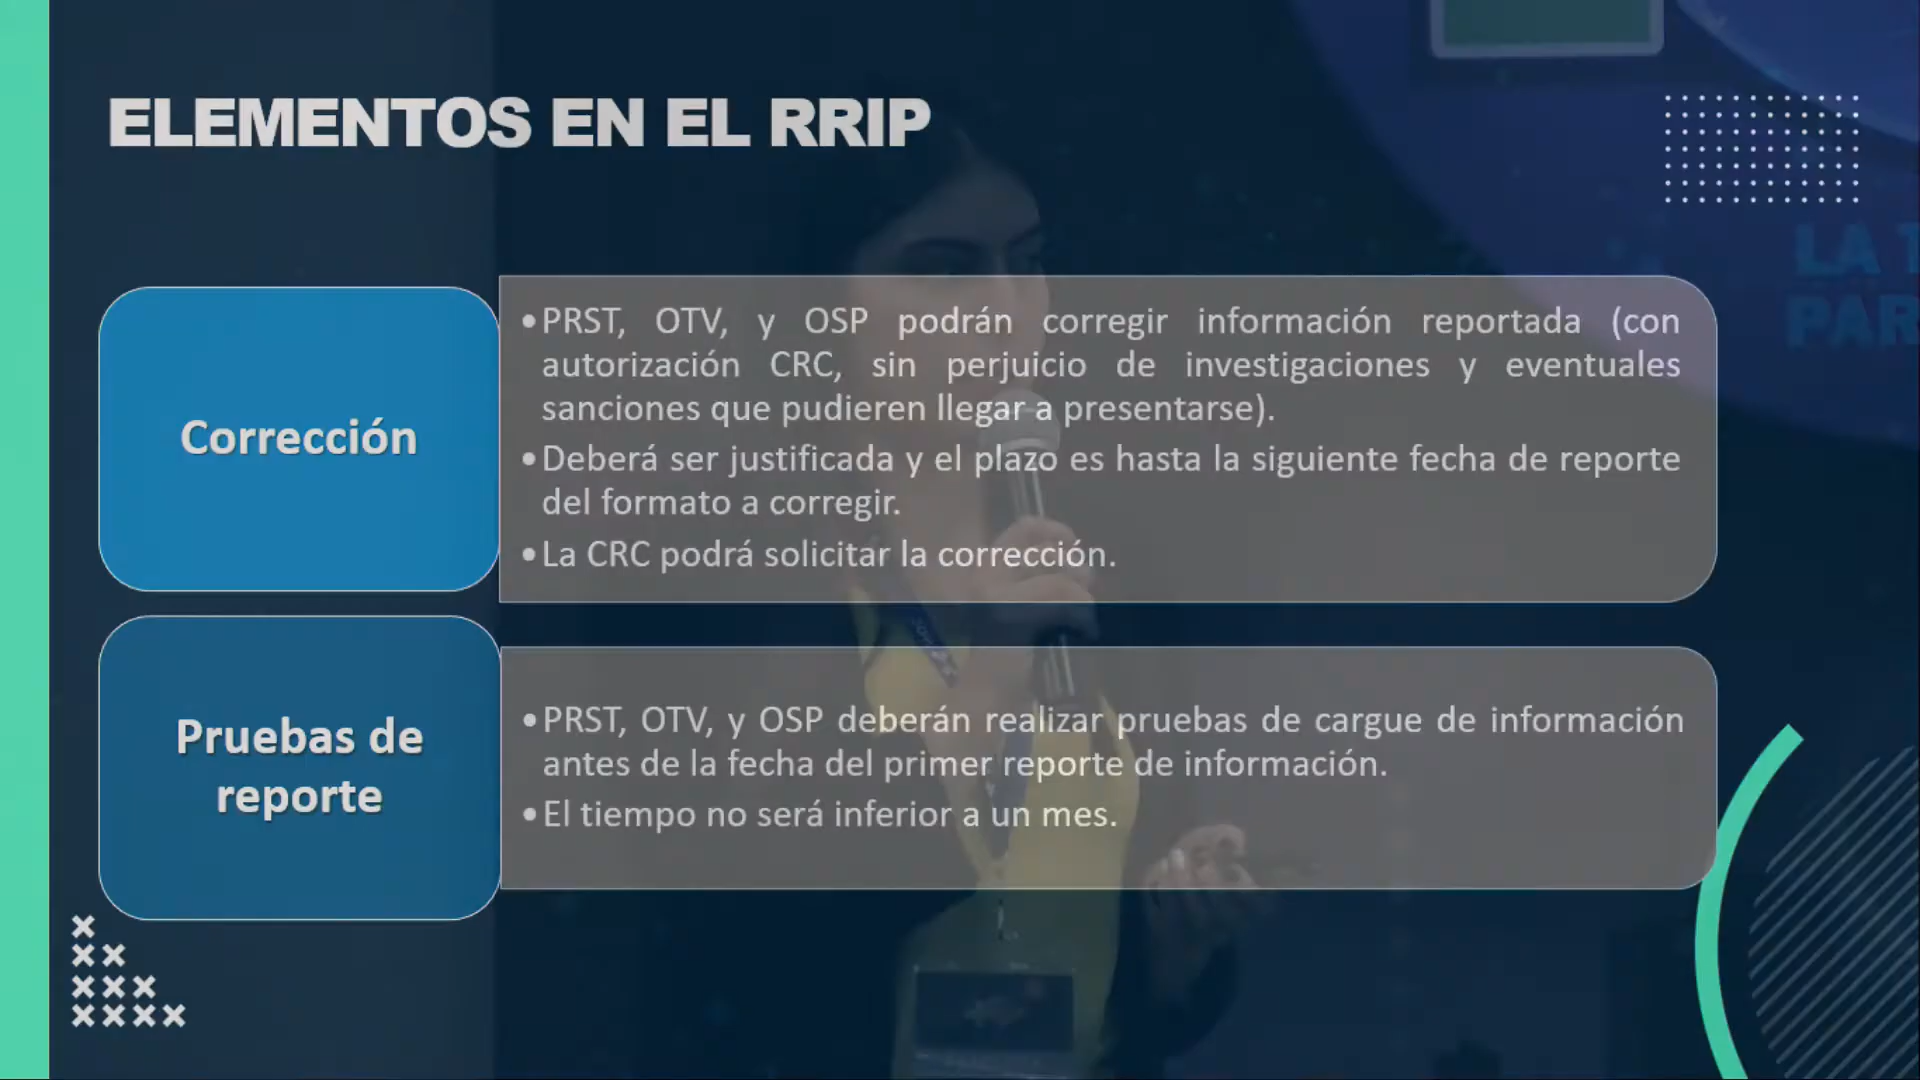 ELEMENTOS EN EL RRIP
LA
PAR
Corrección
•PRST, OTV, y OSP podrán corregir información reportada (con
autorización CRC, sin perjuicio de investigaciones y eventuales
sanciones que pudieren llegar a presentarse).
•Deberá ser justificada y el plazo es hasta la siguiente fecha de reporte
del formato a corregir.
•La CRC podrá solicitar la corrección.
Pruebas de
reporte
•PRST, OTV, y OSP deberán realizar pruebas de cargue de información
antes de la fecha del primer reporte de información.
•El tiempo no será inferior a un mes.